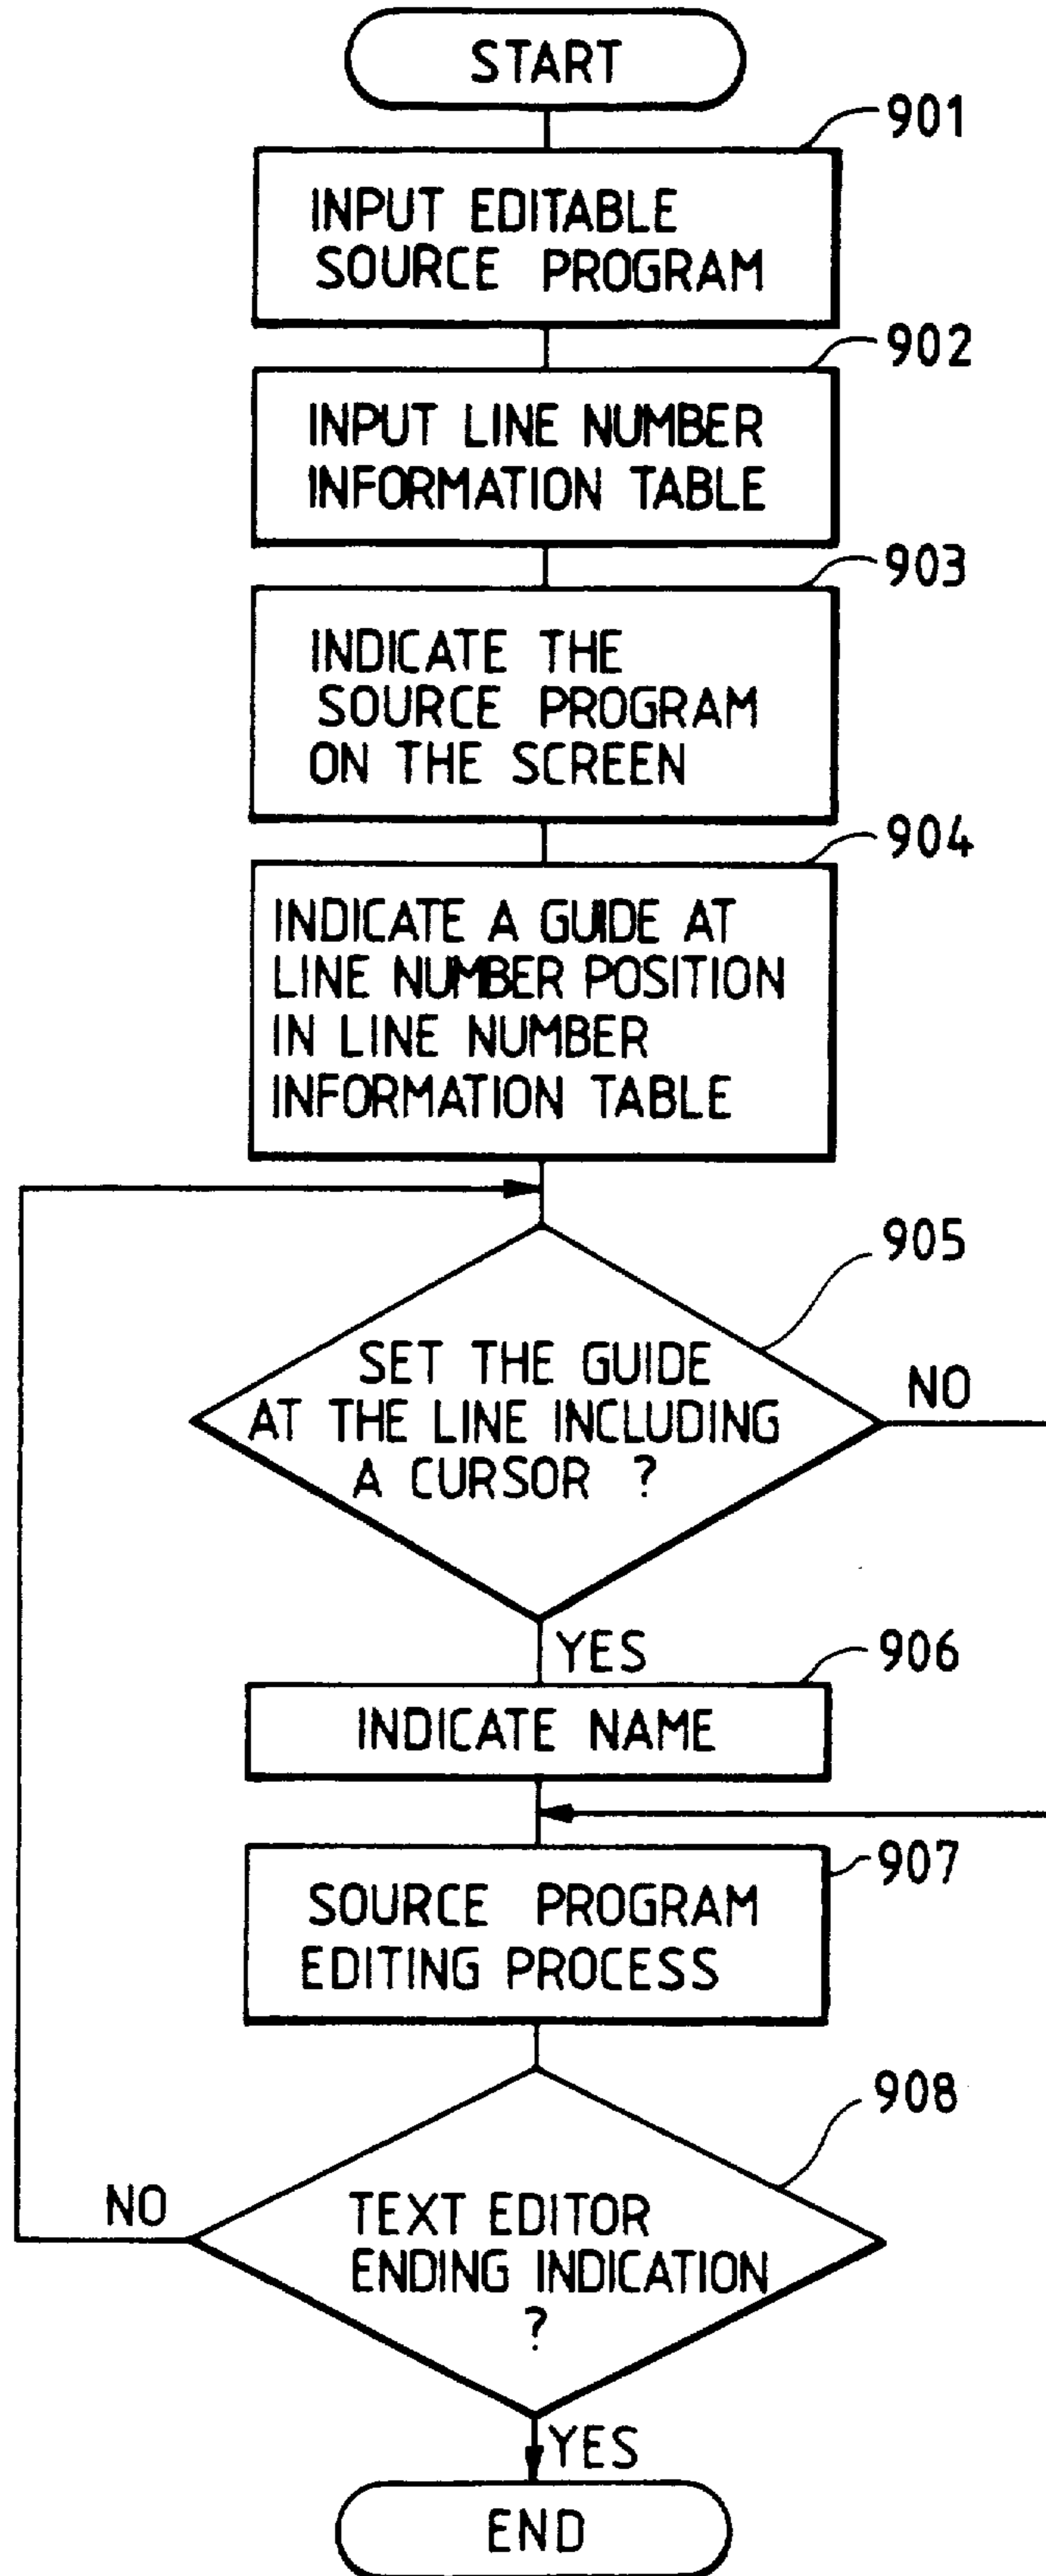 START
901
INPUT EDITABLE
SOURCE PROGRAM
902
INPUT LINE NUMBER
INFORMATION TABLE
903
INDICATE THE
SOURCE PROGRAM
ON THE SCREEN
904
INDICATE A GUIDE AT
LINE NUMBER POSITION
IN LINE NUMBER
INFORMATION TABLE
905
SET THE GUIDE
AT THE LINE INCLUDING
A CURSOR ?
NO
YES
906
INDICATE NAME
907
SOURCE PROGRAM
EDITING PROCESS
908
NO
TEXT EDITOR
ENDING INDICATION
?
YES
END